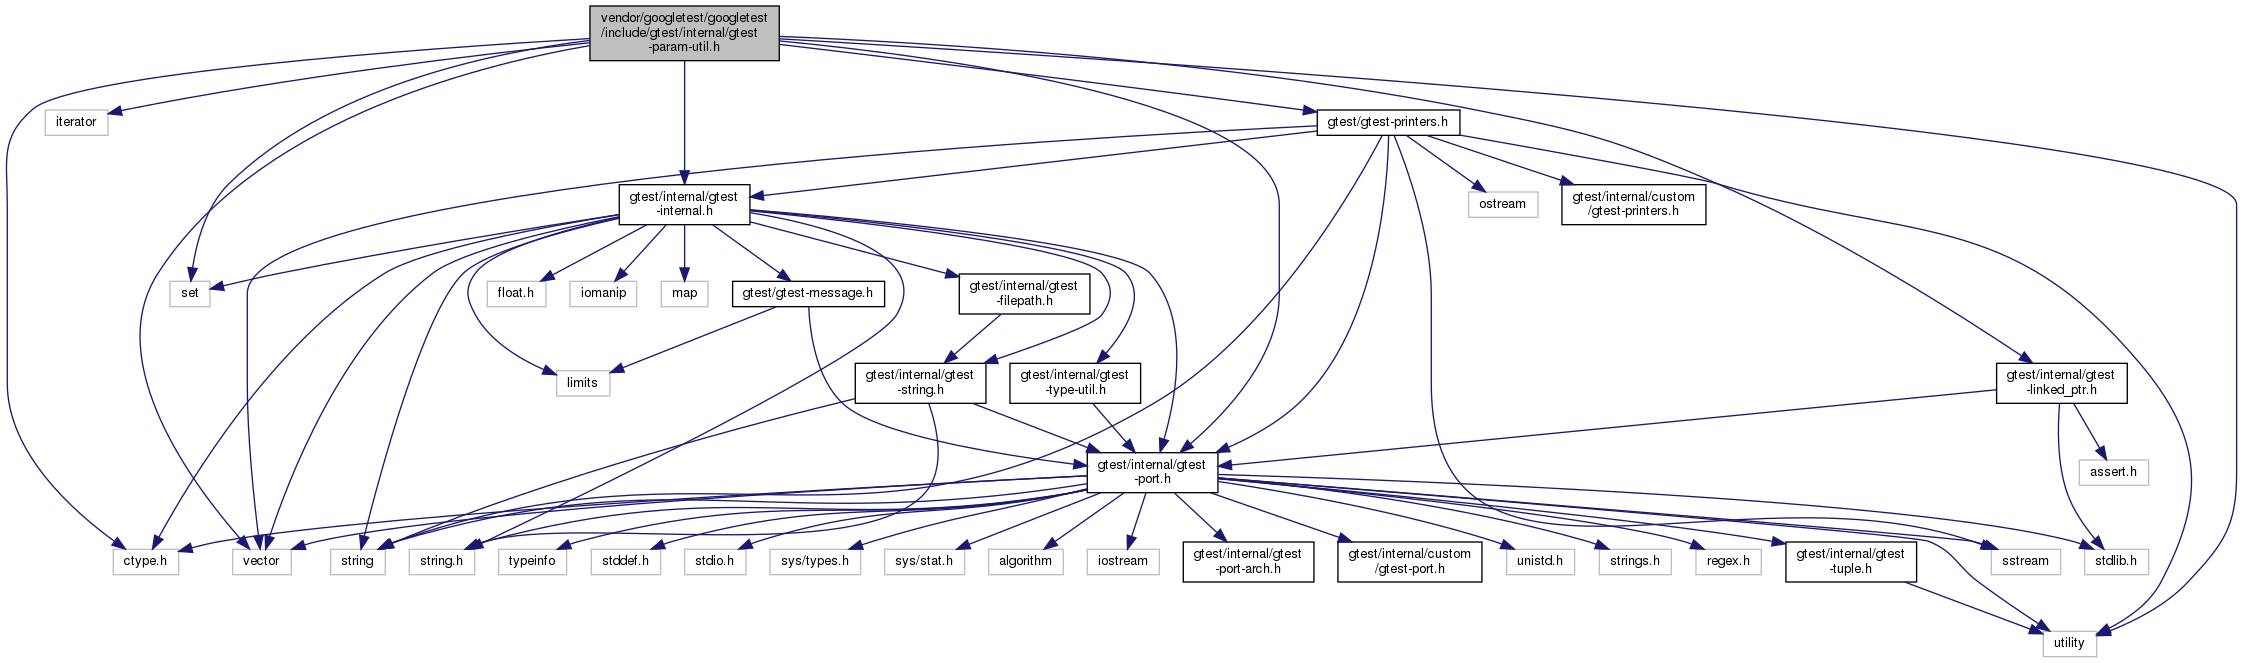 vendor/googletest/googletest
/include/gtest/internal/gtest
-param-util.h
iterator
gtest/gtest-printers.h
gtest/internal/gtest
-internal.h
ostream
gtest/internal/custom
/gtest-printers.h
set
float.h
iomanip
map
gtest/gtest-message.h
gtest/internal/gtest
-filepath.h
limits
gtest/internal/gtest
-string.h
gtest/internal/gtest
-type-util.h
gtest/internal/gtest
-linked_ptr.h
gtest/internal/gtest
-port.h
assert.h
ctype.h
vector
string
string.h
typeinfo
stddef.h
stdio.h
sys/types.h
sys/stat.h
algorithm
iostream
gtest/internal/gtest
-port-arch.h
gtest/internal/custom
/gtest-port.h
unistd.h
strings.h
regex.h
gtest/internal/gtest
-tuple.h
sstream
stdlib.h
utility